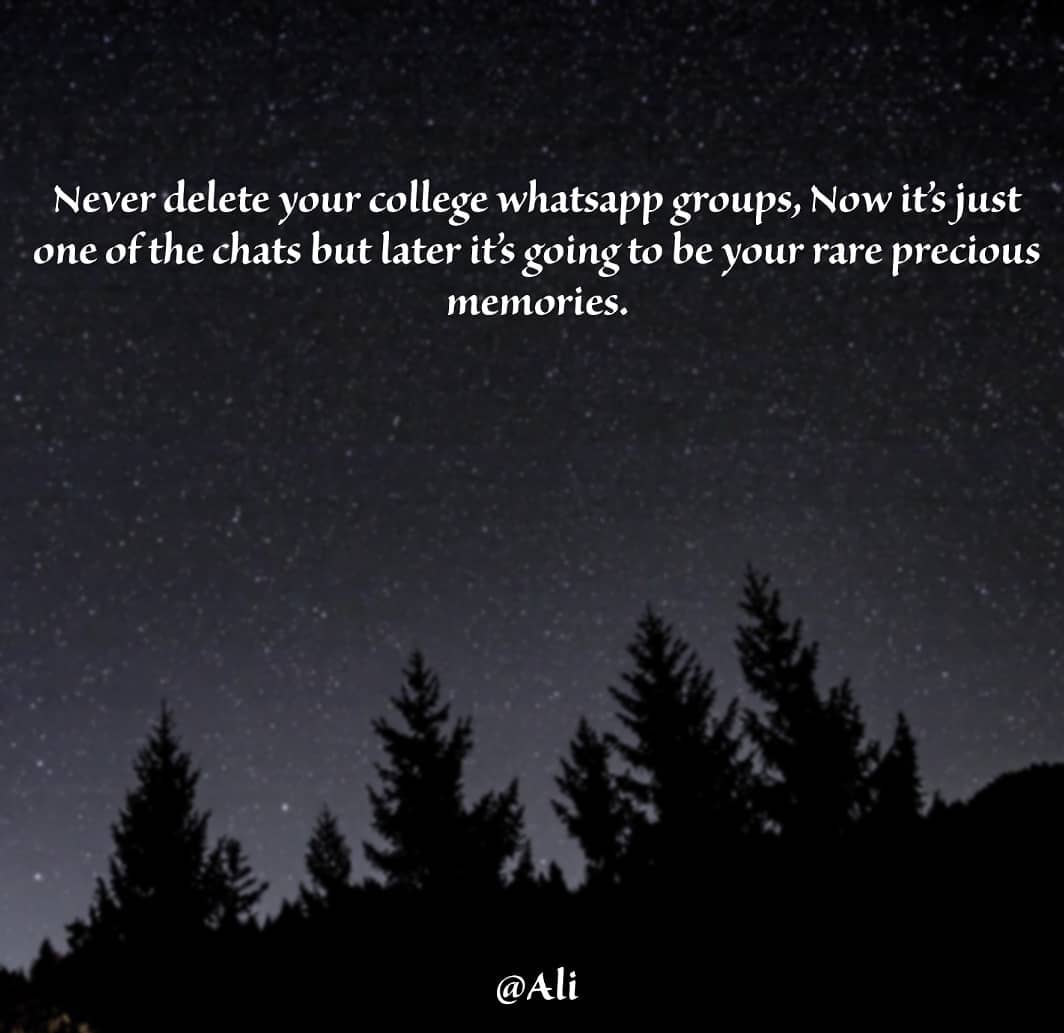 Never delete your college whatsapp groups, Now it's just
one of the chats but later it's going to be your rare precious
memories.
@Ali